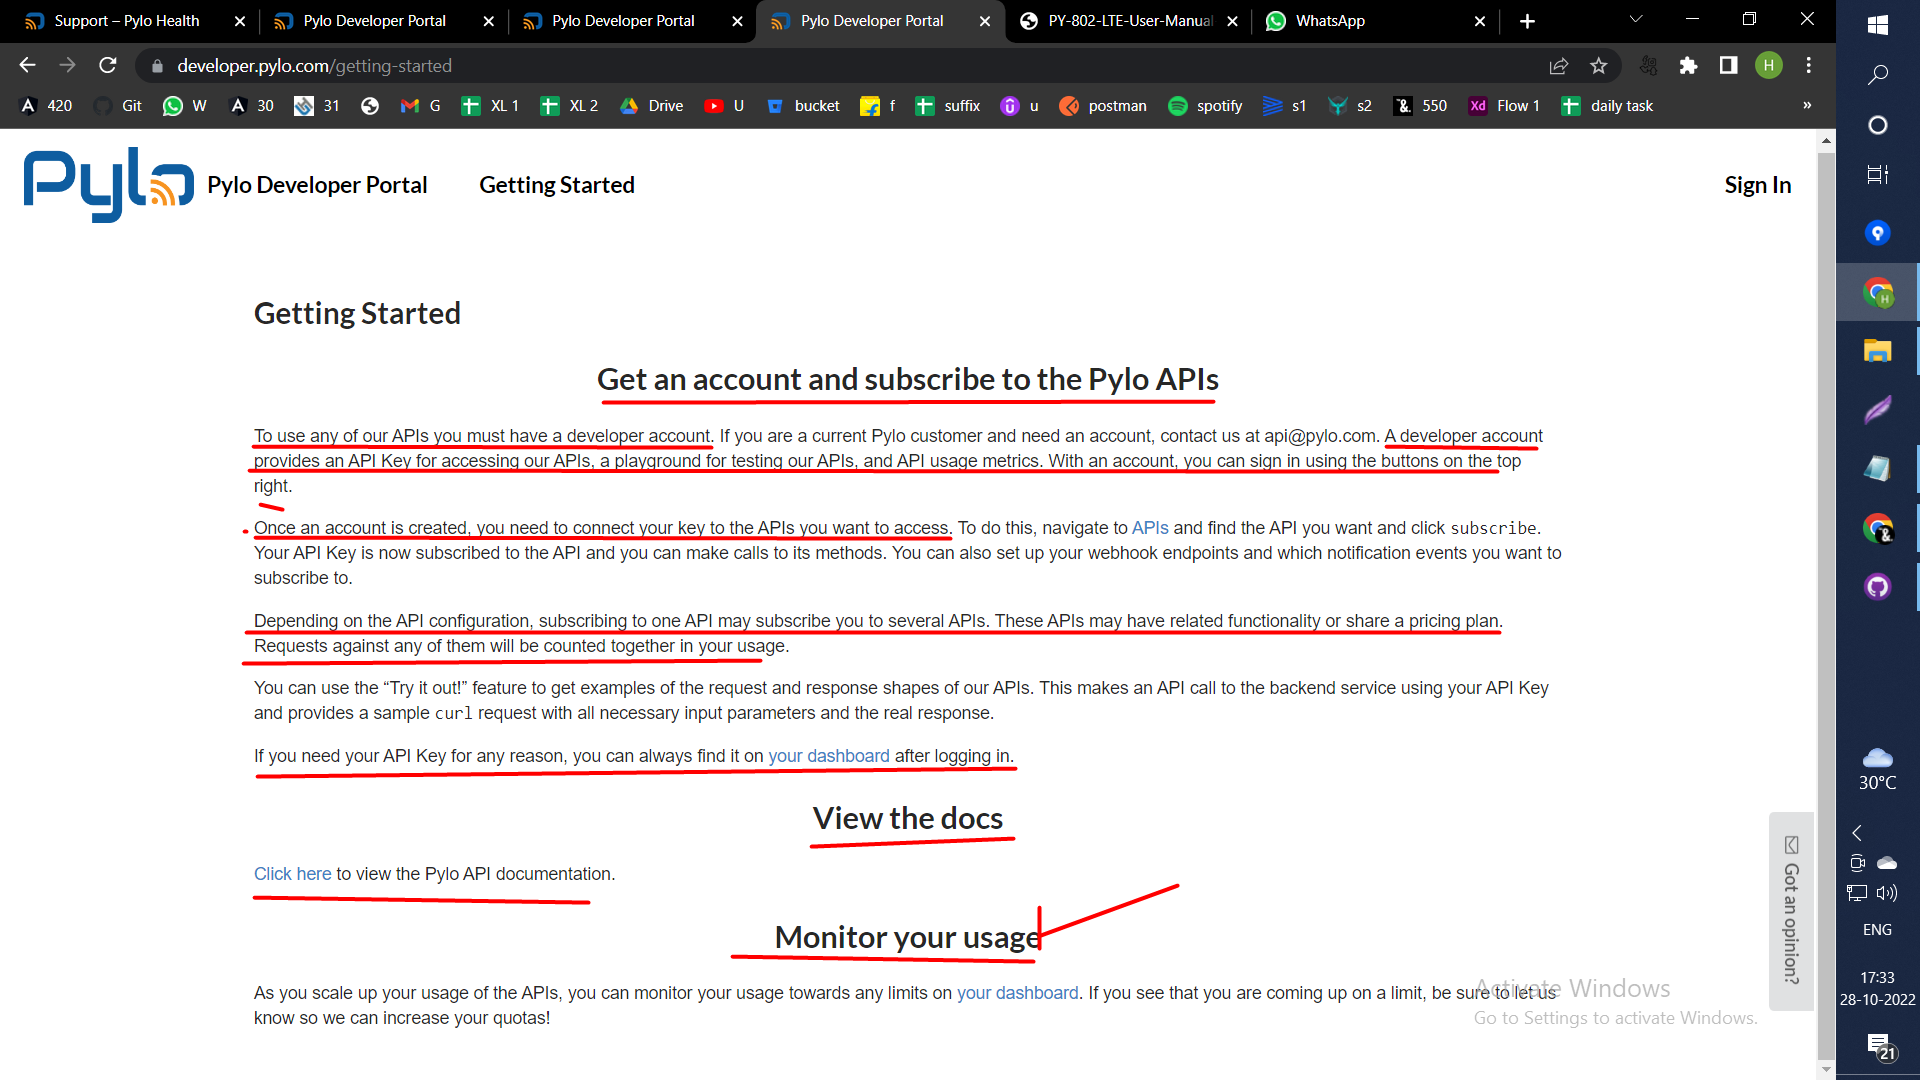 Support – Pylo Health
Pylo Developer Portal
Pylo Developer Portal
Pylo Developer Portal
PY-802-LTE-User-Manual
WhatsApp
developer.pylo.com/getting-started
H
420
Git
W
30
31
G
XL 1
XL 2
Drive
U
bucket
f
suffix
u
postman
spotify
s1
s2
550
Flow 1
daily task
»
Pylo
Pylo Developer Portal
Getting Started
Sign In
Getting Started
Get an account and subscribe to the Pylo APIs
To use any of our APIs you must have a developer account. If you are a current Pylo customer and need an account, contact us at api@pylo.com. A developer account
provides an API Key for accessing our APIs, a playground for testing our APIs, and API usage metrics. With an account, you can sign in using the buttons on the top
right.
Once an account is created, you need to connect your key to the APIs you want to access. To do this, navigate to APIs and find the API you want and click subscribe.
Your API Key is now subscribed to the API and you can make calls to its methods. You can also set up your webhook endpoints and which notification events you want to
subscribe to.
Depending on the API configuration, subscribing to one API may subscribe you to several APIs. These APIs may have related functionality or share a pricing plan.
Requests against any of them will be counted together in your usage.
You can use the “Try it out!” feature to get examples of the request and response shapes of our APIs. This makes an API call to the backend service using your API Key
and provides a sample curl request with all necessary input parameters and the real response.
If you need your API Key for any reason, you can always find it on your dashboard after logging in.
View the docs
Click here to view the Pylo API documentation.
Monitor your usage
As you scale up your usage of the APIs, you can monitor your usage towards any limits on your dashboard. If you see that you are coming up on a limit, be sure to let us
know so we can increase your quotas!
Got an opinion?
Activate Windows
Go to Settings to activate Windows.
30°C
ENG
17:33
28-10-2022
21